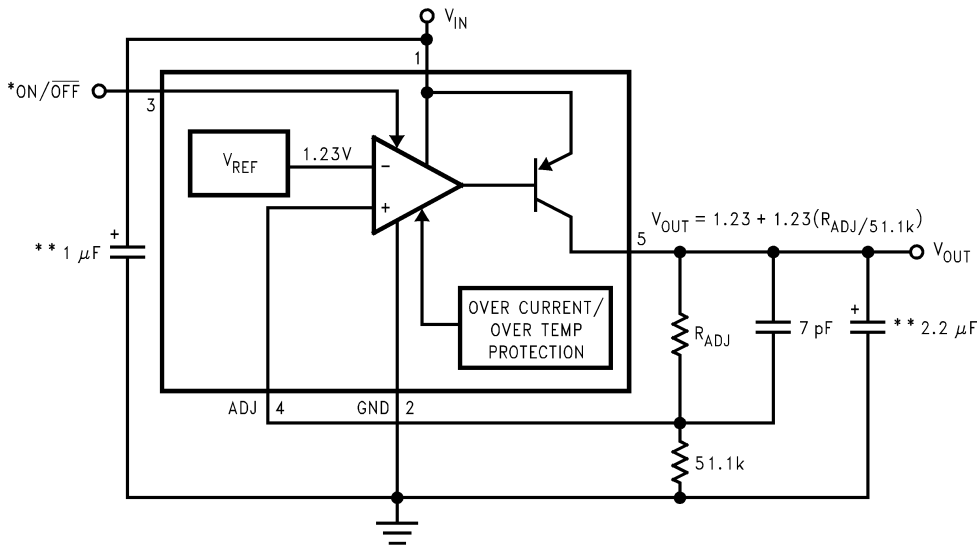 V_IN
1
*ON/O̅F̅F̅
3
V_REF
1.23V
−
+
V_OUT = 1.23 + 1.23(R_ADJ/51.1k)
5
V_OUT
+
** 1 μF
OVER CURRENT/
OVER TEMP
PROTECTION
R_ADJ
7 pF
+
** 2.2 μF
ADJ
4
GND
2
51.1k